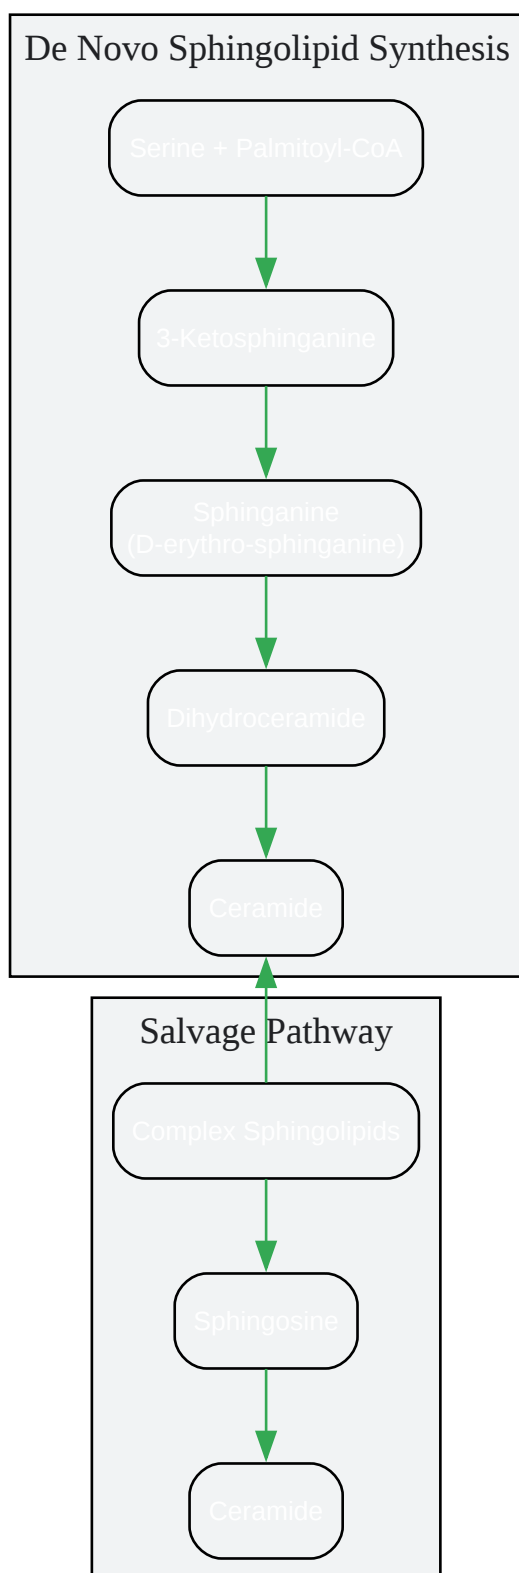 De Novo Sphingolipid Synthesis
Serine + Palmitoyl-CoA
3-Ketosphinganine
Sphinganine
(D-erythro-sphinganine)
Dihydroceramide
Ceramide
Salvage Pathway
Complex Sphingolipids
Sphingosine
Ceramide